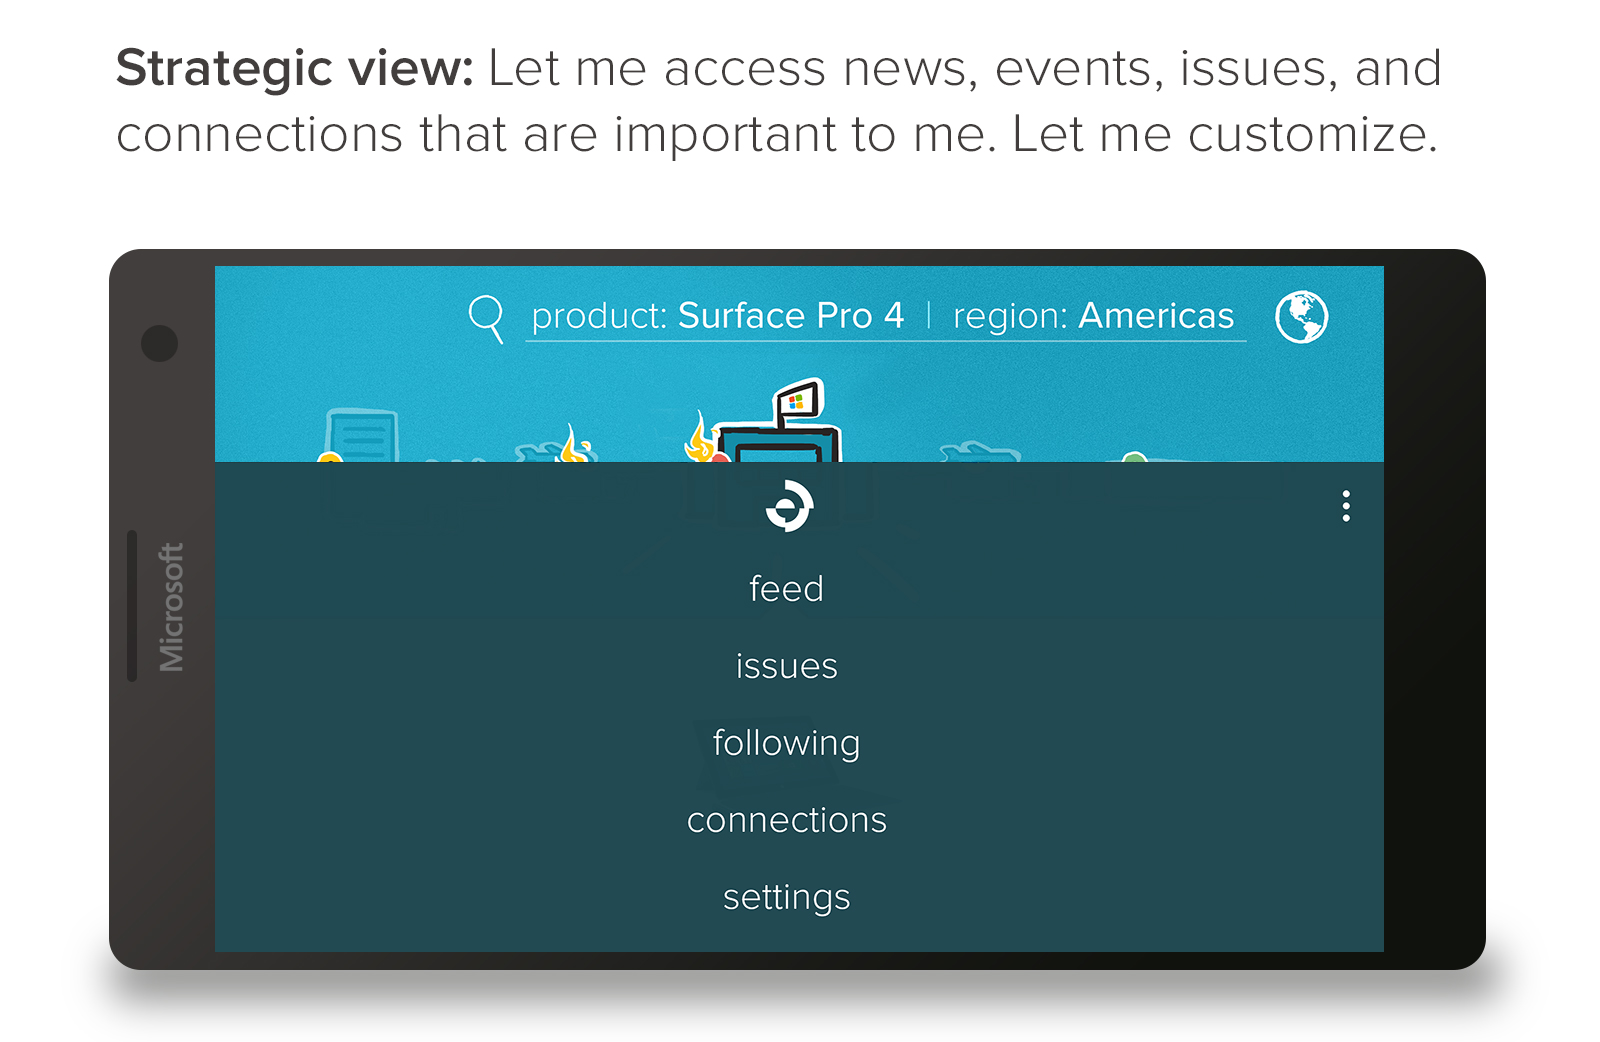 Strategic view: Let me access news, events, issues, and
connections that are important to me. Let me customize.
product: Surface Pro 4 | region: Americas
Microsoft
feed
issues
following
connections
settings